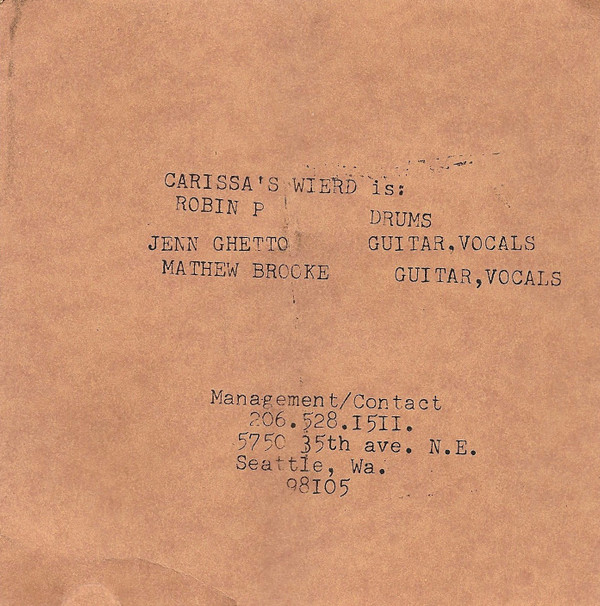 CARISSA'S WIERD is:
ROBIN P DRUMS
JENN GHETTO GUITAR.VOCALS
MATHEW BROOKE GUITAR,VOCALS
Management/Contact
206.528.I5II.
5750 35th ave. N.E.
Seattle, Wa.
98I05